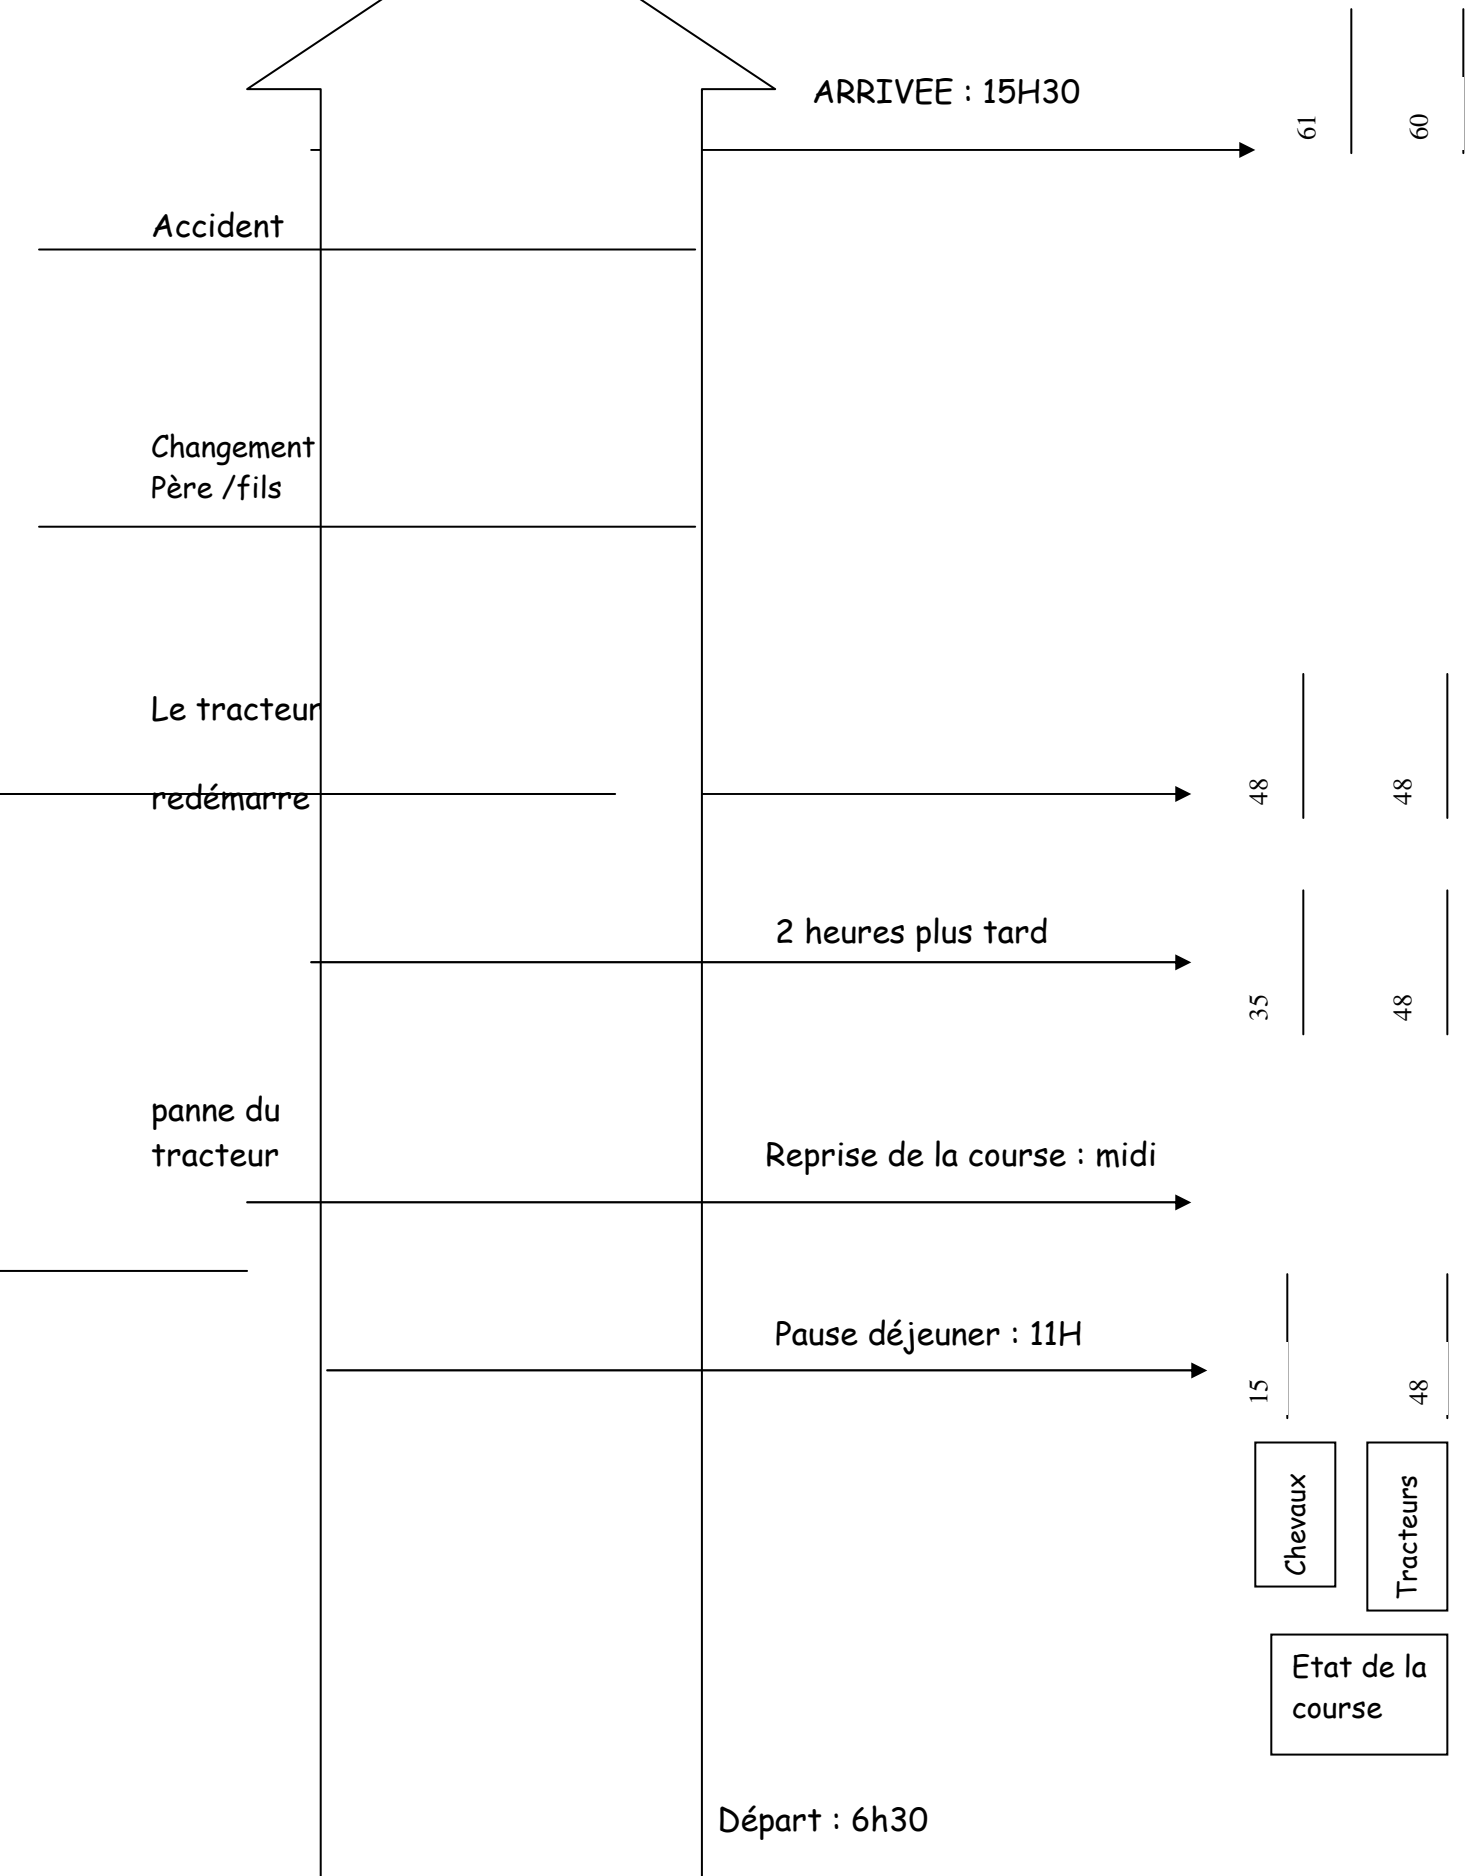 ARRIVEE : 15H30
61
60
Accident
Changement
Père /fils
Le tracteur
redémarre
48
48
2 heures plus tard
35
48
panne du
tracteur
Reprise de la course : midi
Pause déjeuner : 11H
15
48
Chevaux
Tracteurs
Etat de la
course
Départ : 6h30